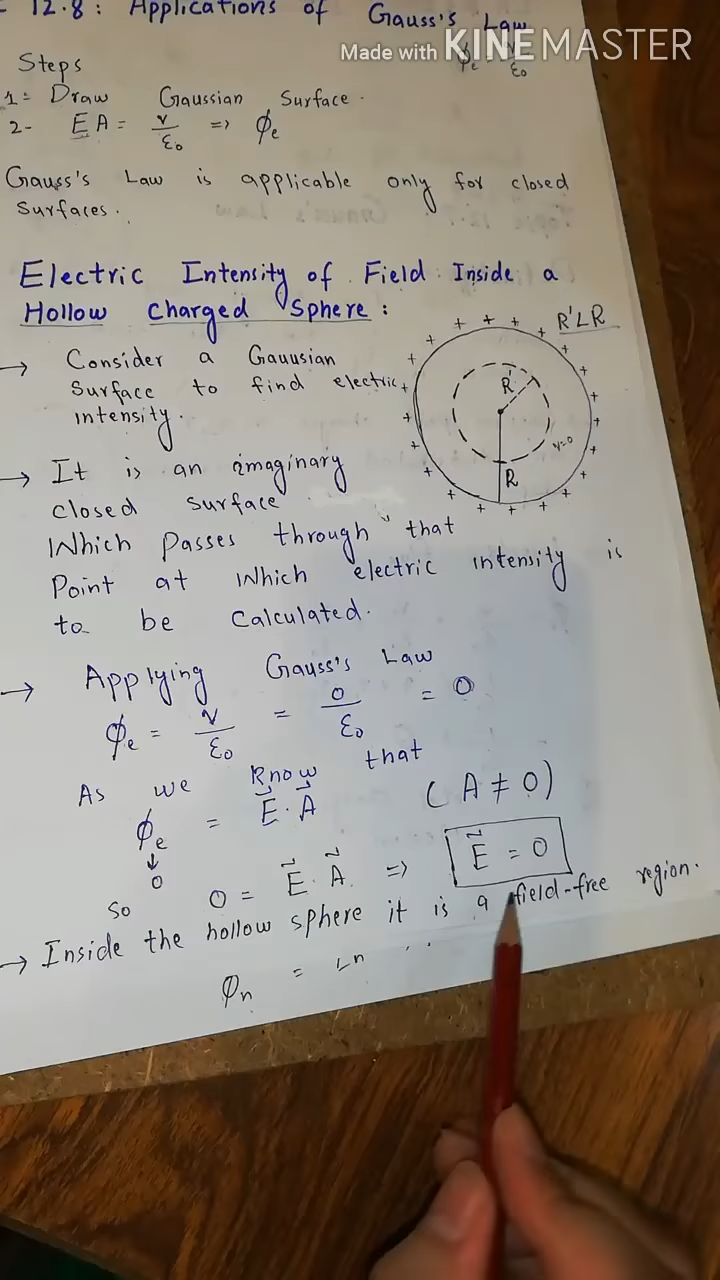 12.8: Applications of Gauss's Law
Made with KINEMASTER
Steps
ε₀
1= Draw Gaussian Surface.
2- EA = γ/ε₀ => ϕe
Gauss's Law is applicable only for closed
Surfaces.
Electric Intensity of Field Inside a
Hollow Charged Sphere:
R'LR
→ Consider a Gauusian
Surface to find electric
intensity.
R'
γ=0
R
→ It is an imaginary
closed surface
Which passes through that
Point at which electric intensity is
to be calculated.
→ Applying Gauss's Law
ϕe = γ/ε₀ = 0/ε₀ = 0
As we know that
ϕe = E⃗ · A⃗ (A ≠ 0)
↓
0
So 0 = E⃗ · A⃗ => E⃗ = 0
→ Inside the hollow sphere it is a field-free region.